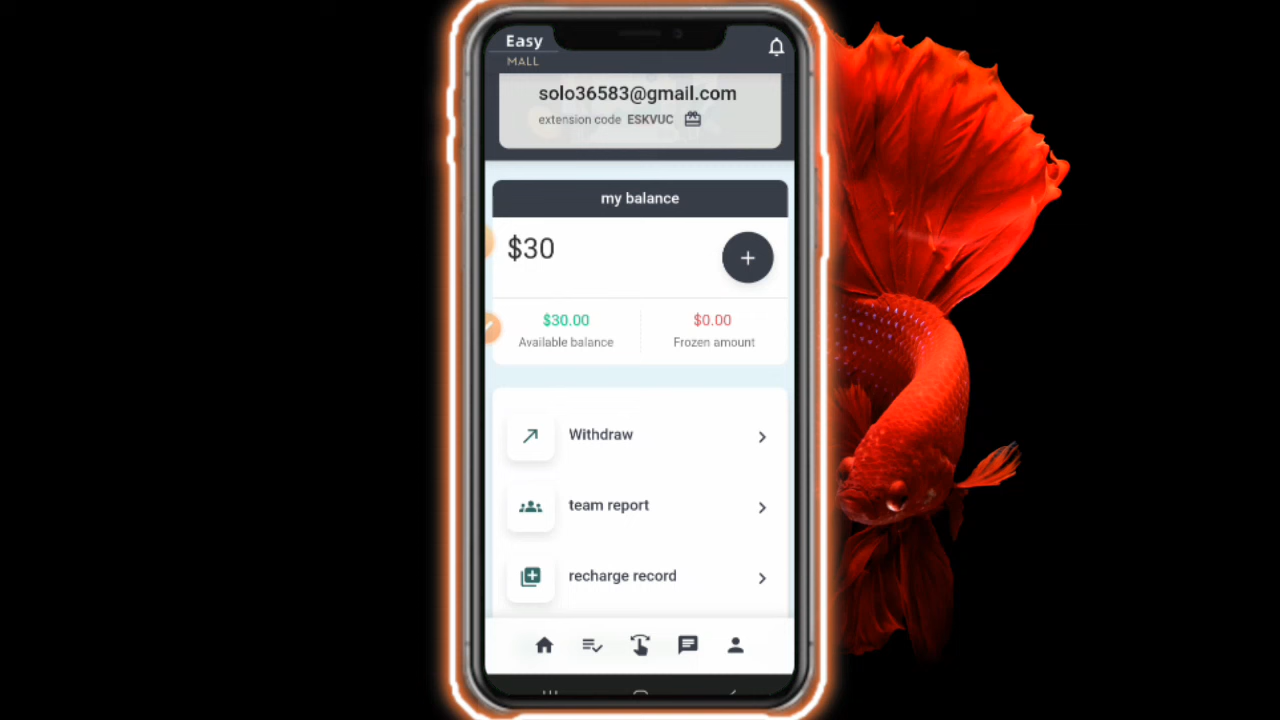 Easy
MALL
solo36583@gmail.com
extension code ESKVUC
my balance
$30
$30.00 $0.00
Available balance Frozen amount
Withdraw
team report
recharge record